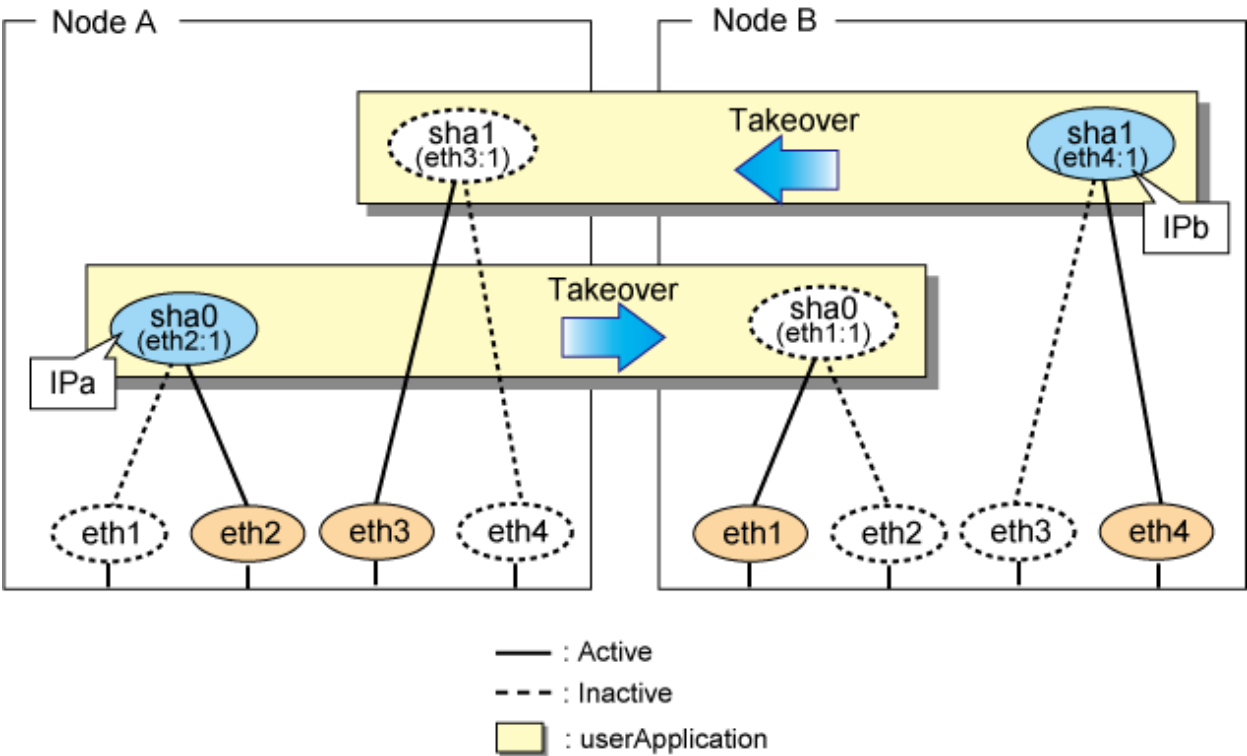 Node A
Node B
sha1
(eth3:1)
Takeover
sha1
(eth4:1)
IPb
sha0
(eth2:1)
Takeover
sha0
(eth1:1)
IPa
eth1
eth2
eth3
eth4
eth1
eth2
eth3
eth4
: Active
: Inactive
: userApplication